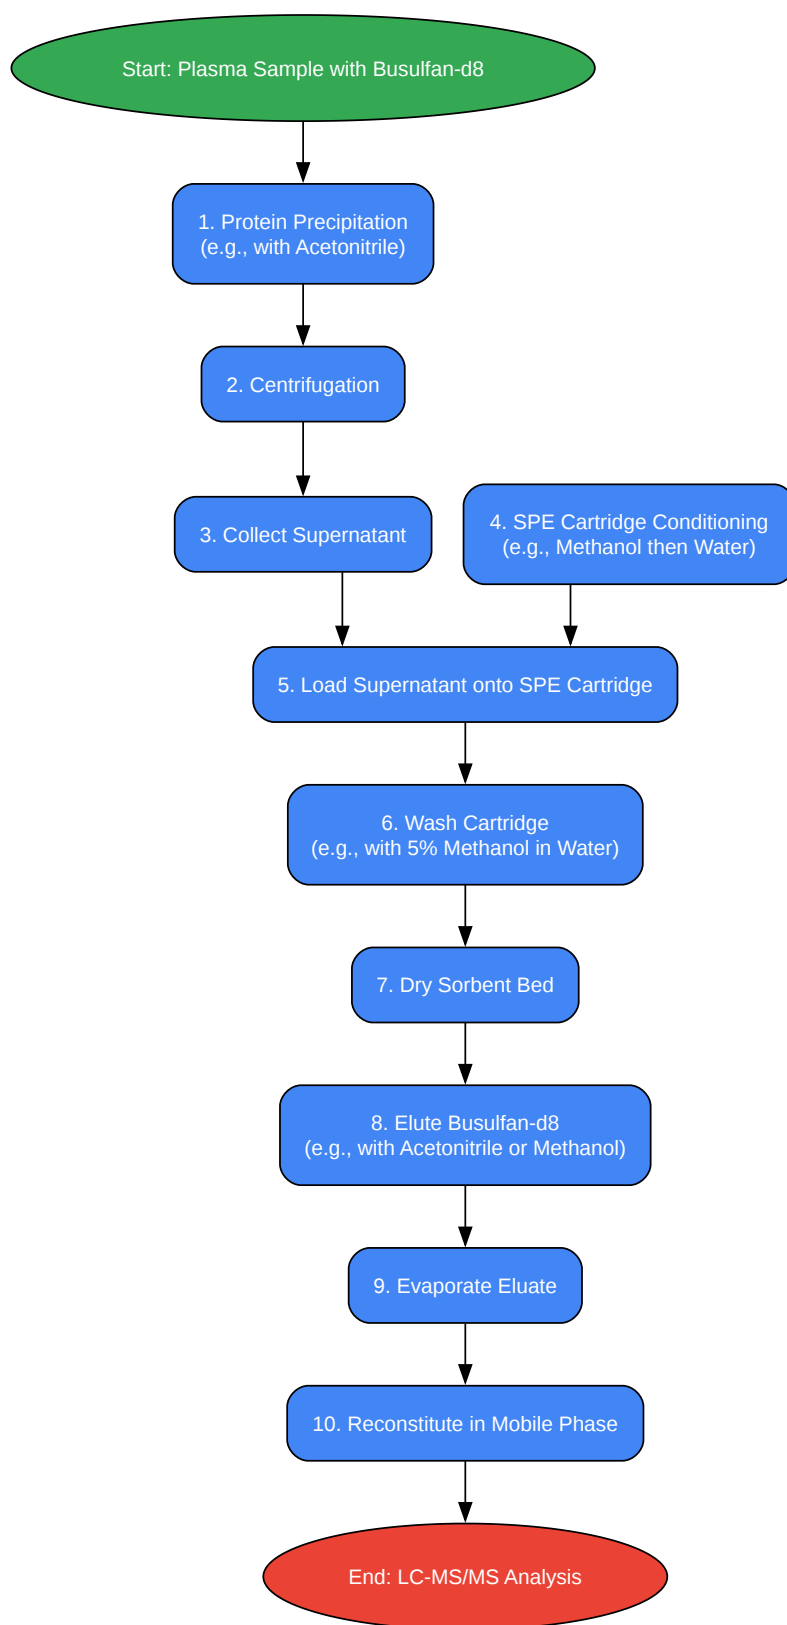 Start: Plasma Sample with Busulfan-d8
1. Protein Precipitation
(e.g., with Acetonitrile)
2. Centrifugation
3. Collect Supernatant
4. SPE Cartridge Conditioning
(e.g., Methanol then Water)
5. Load Supernatant onto SPE Cartridge
6. Wash Cartridge
(e.g., with 5% Methanol in Water)
7. Dry Sorbent Bed
8. Elute Busulfan-d8
(e.g., with Acetonitrile or Methanol)
9. Evaporate Eluate
10. Reconstitute in Mobile Phase
End: LC-MS/MS Analysis